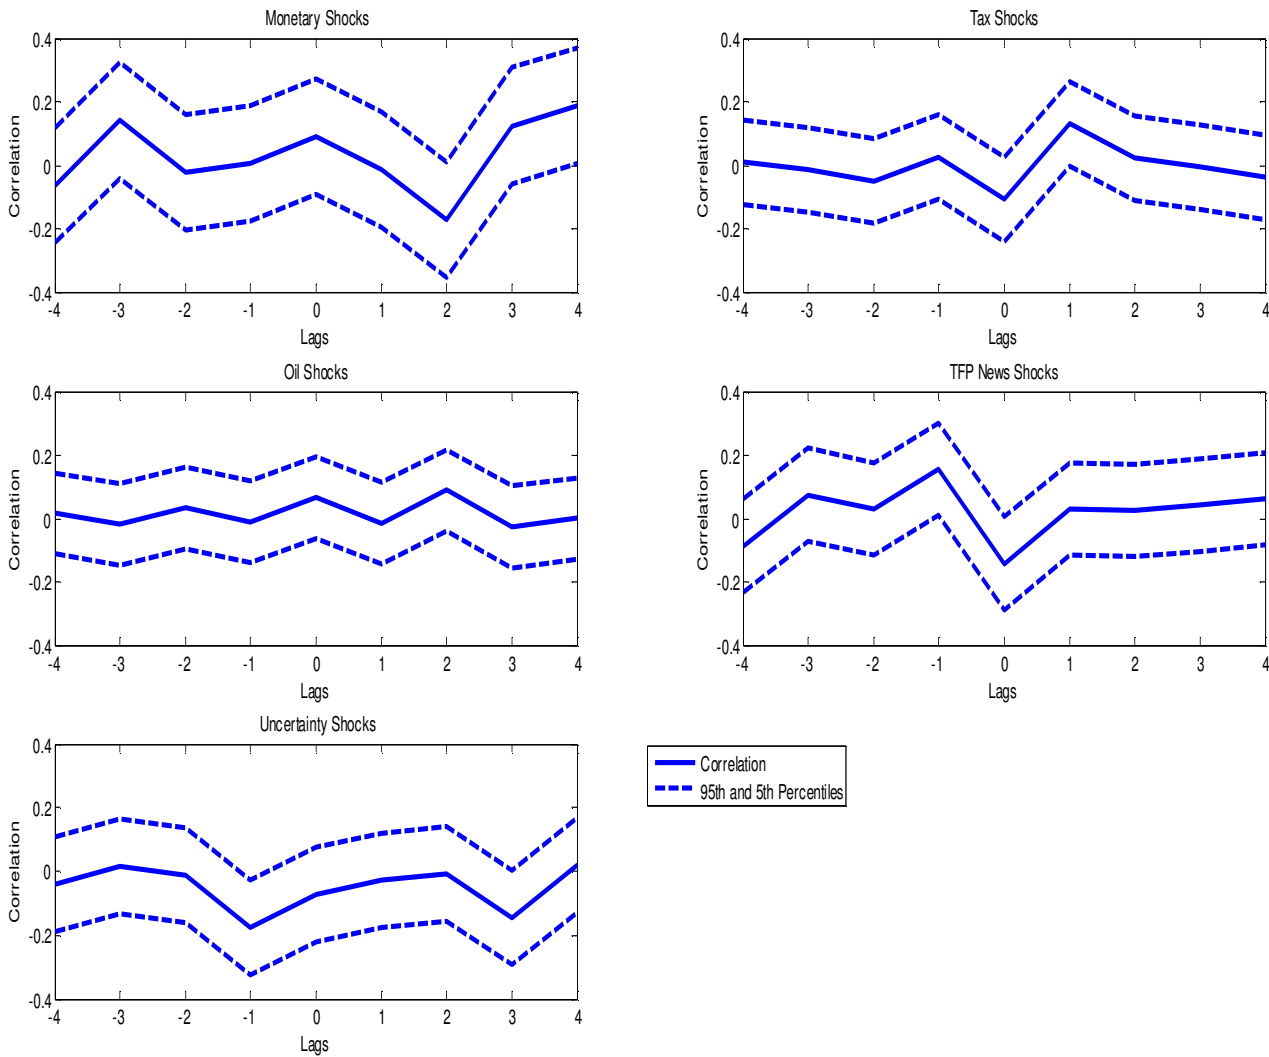 Monetary Shocks
0.4
0.2
0
-0.2
-0.4
Correlation
-4 -3 -2 -1 0 1 2 3 4
Lags
Tax Shocks
0.4
0.2
0
-0.2
-0.4
Correlation
-4 -3 -2 -1 0 1 2 3 4
Lags
Oil Shocks
0.4
0.2
0
-0.2
-0.4
Correlation
-4 -3 -2 -1 0 1 2 3 4
Lags
TFP News Shocks
0.4
0.2
0
-0.2
-0.4
Correlation
-4 -3 -2 -1 0 1 2 3 4
Lags
Uncertainty Shocks
0.4
0.2
0
-0.2
-0.4
Correlation
-4 -3 -2 -1 0 1 2 3 4
Lags
Correlation
95th and 5th Percentiles